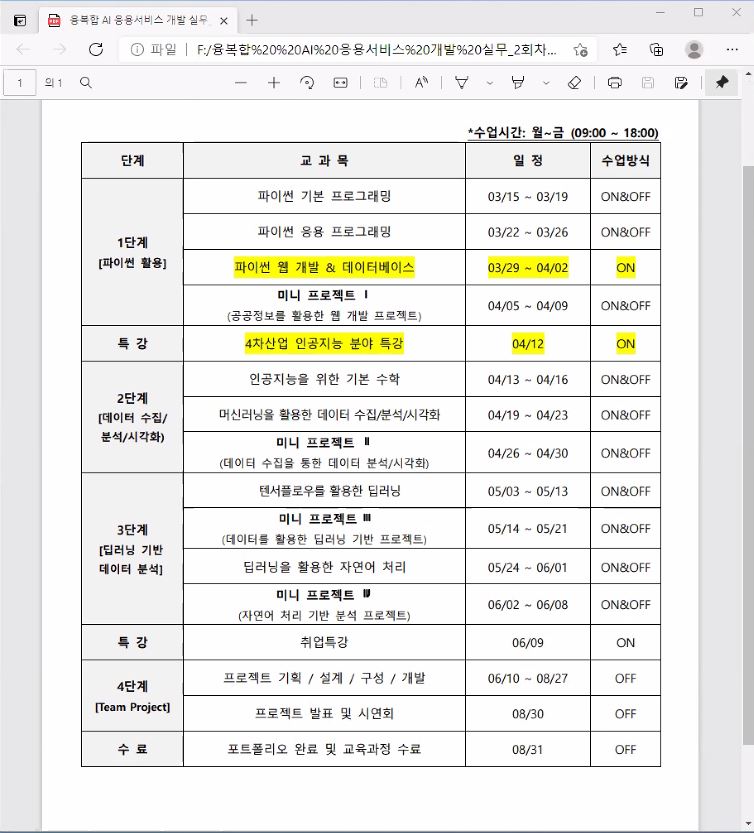 융복합 AI 응용서비스 개발 실무_
파일 F:/융복합%20%20AI%20응용서비스%20개발%20실무_2회차...
1 의 1
*수업시간: 월~금 (09:00 ~ 18:00)
단계 교 과 목 일 정 수업방식
1단계
[파이썬 활용]
파이썬 기본 프로그래밍 03/15 ~ 03/19 ON&OFF
파이썬 응용 프로그래밍 03/22 ~ 03/26 ON&OFF
파이썬 웹 개발 & 데이터베이스 03/29 ~ 04/02 ON
미니 프로젝트 Ⅰ
(공공정보를 활용한 웹 개발 프로젝트) 04/05 ~ 04/09 ON&OFF
특 강 4차산업 인공지능 분야 특강 04/12 ON
2단계
[데이터 수집/
분석/시각화)
인공지능을 위한 기본 수학 04/13 ~ 04/16 ON&OFF
머신러닝을 활용한 데이터 수집/분석/시각화 04/19 ~ 04/23 ON&OFF
미니 프로젝트 Ⅱ
(데이터 수집을 통한 데이터 분석/시각화) 04/26 ~ 04/30 ON&OFF
3단계
[딥러닝 기반
데이터 분석]
텐서플로우를 활용한 딥러닝 05/03 ~ 05/13 ON&OFF
미니 프로젝트 Ⅲ
(데이터를 활용한 딥러닝 기반 프로젝트) 05/14 ~ 05/21 ON&OFF
딥러닝을 활용한 자연어 처리 05/24 ~ 06/01 ON&OFF
미니 프로젝트 Ⅳ
(자연어 처리 기반 분석 프로젝트) 06/02 ~ 06/08 ON&OFF
특 강 취업특강 06/09 ON
4단계
[Team Project]
프로젝트 기획 / 설계 / 구성 / 개발 06/10 ~ 08/27 OFF
프로젝트 발표 및 시연회 08/30 OFF
수 료 포트폴리오 완료 및 교육과정 수료 08/31 OFF